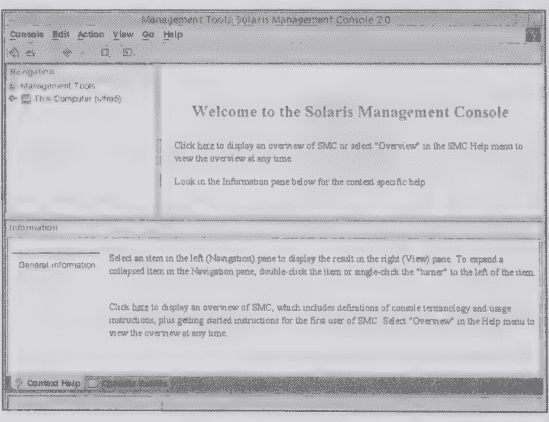 Management Tools: Solaris Management Console 2.0
Console Edit Action View Go Help
Navigation
Management Tools
This Computer (ultra5)
Welcome to the Solaris Management Console
Click here to display an overview of SMC or select "Overview" in the SMC Help menu to
view the overview at any time
Look in the Information pane below for the context specific help
Information
General Information
Select an item in the left (Navigation) pane to display the result in the right (View) pane. To expand a
collapsed item in the Navigation pane, double-click the item or single-click the "turner" to the left of the item.
Click here to display an overview of SMC, which includes definitions of console terminology and usage
instructions, plus getting started instructions for the first user of SMC Select "Overview" in the Help menu to
view the overview at any time.
Context Help